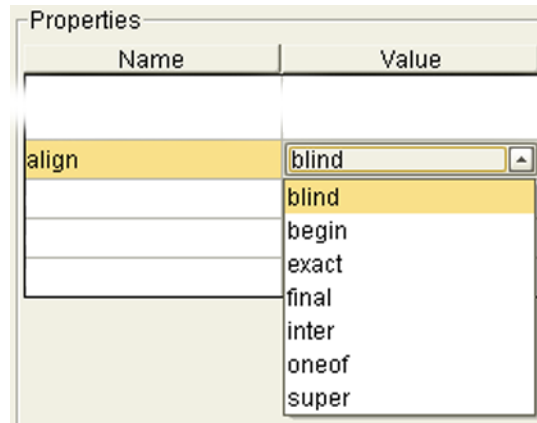 Properties
Name Value
align blind
blind
begin
exact
final
inter
oneof
super